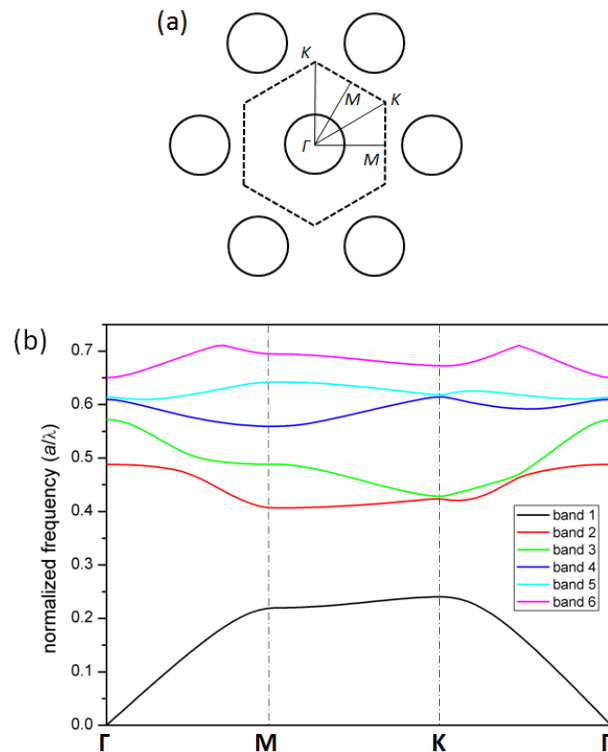 (a)
K
M
K
Γ
M
(b)
normalized frequency (a/λ)
0.7
0.6
0.5
0.4
0.3
0.2
0.1
0.0
band 1
band 2
band 3
band 4
band 5
band 6
Γ M K Γ